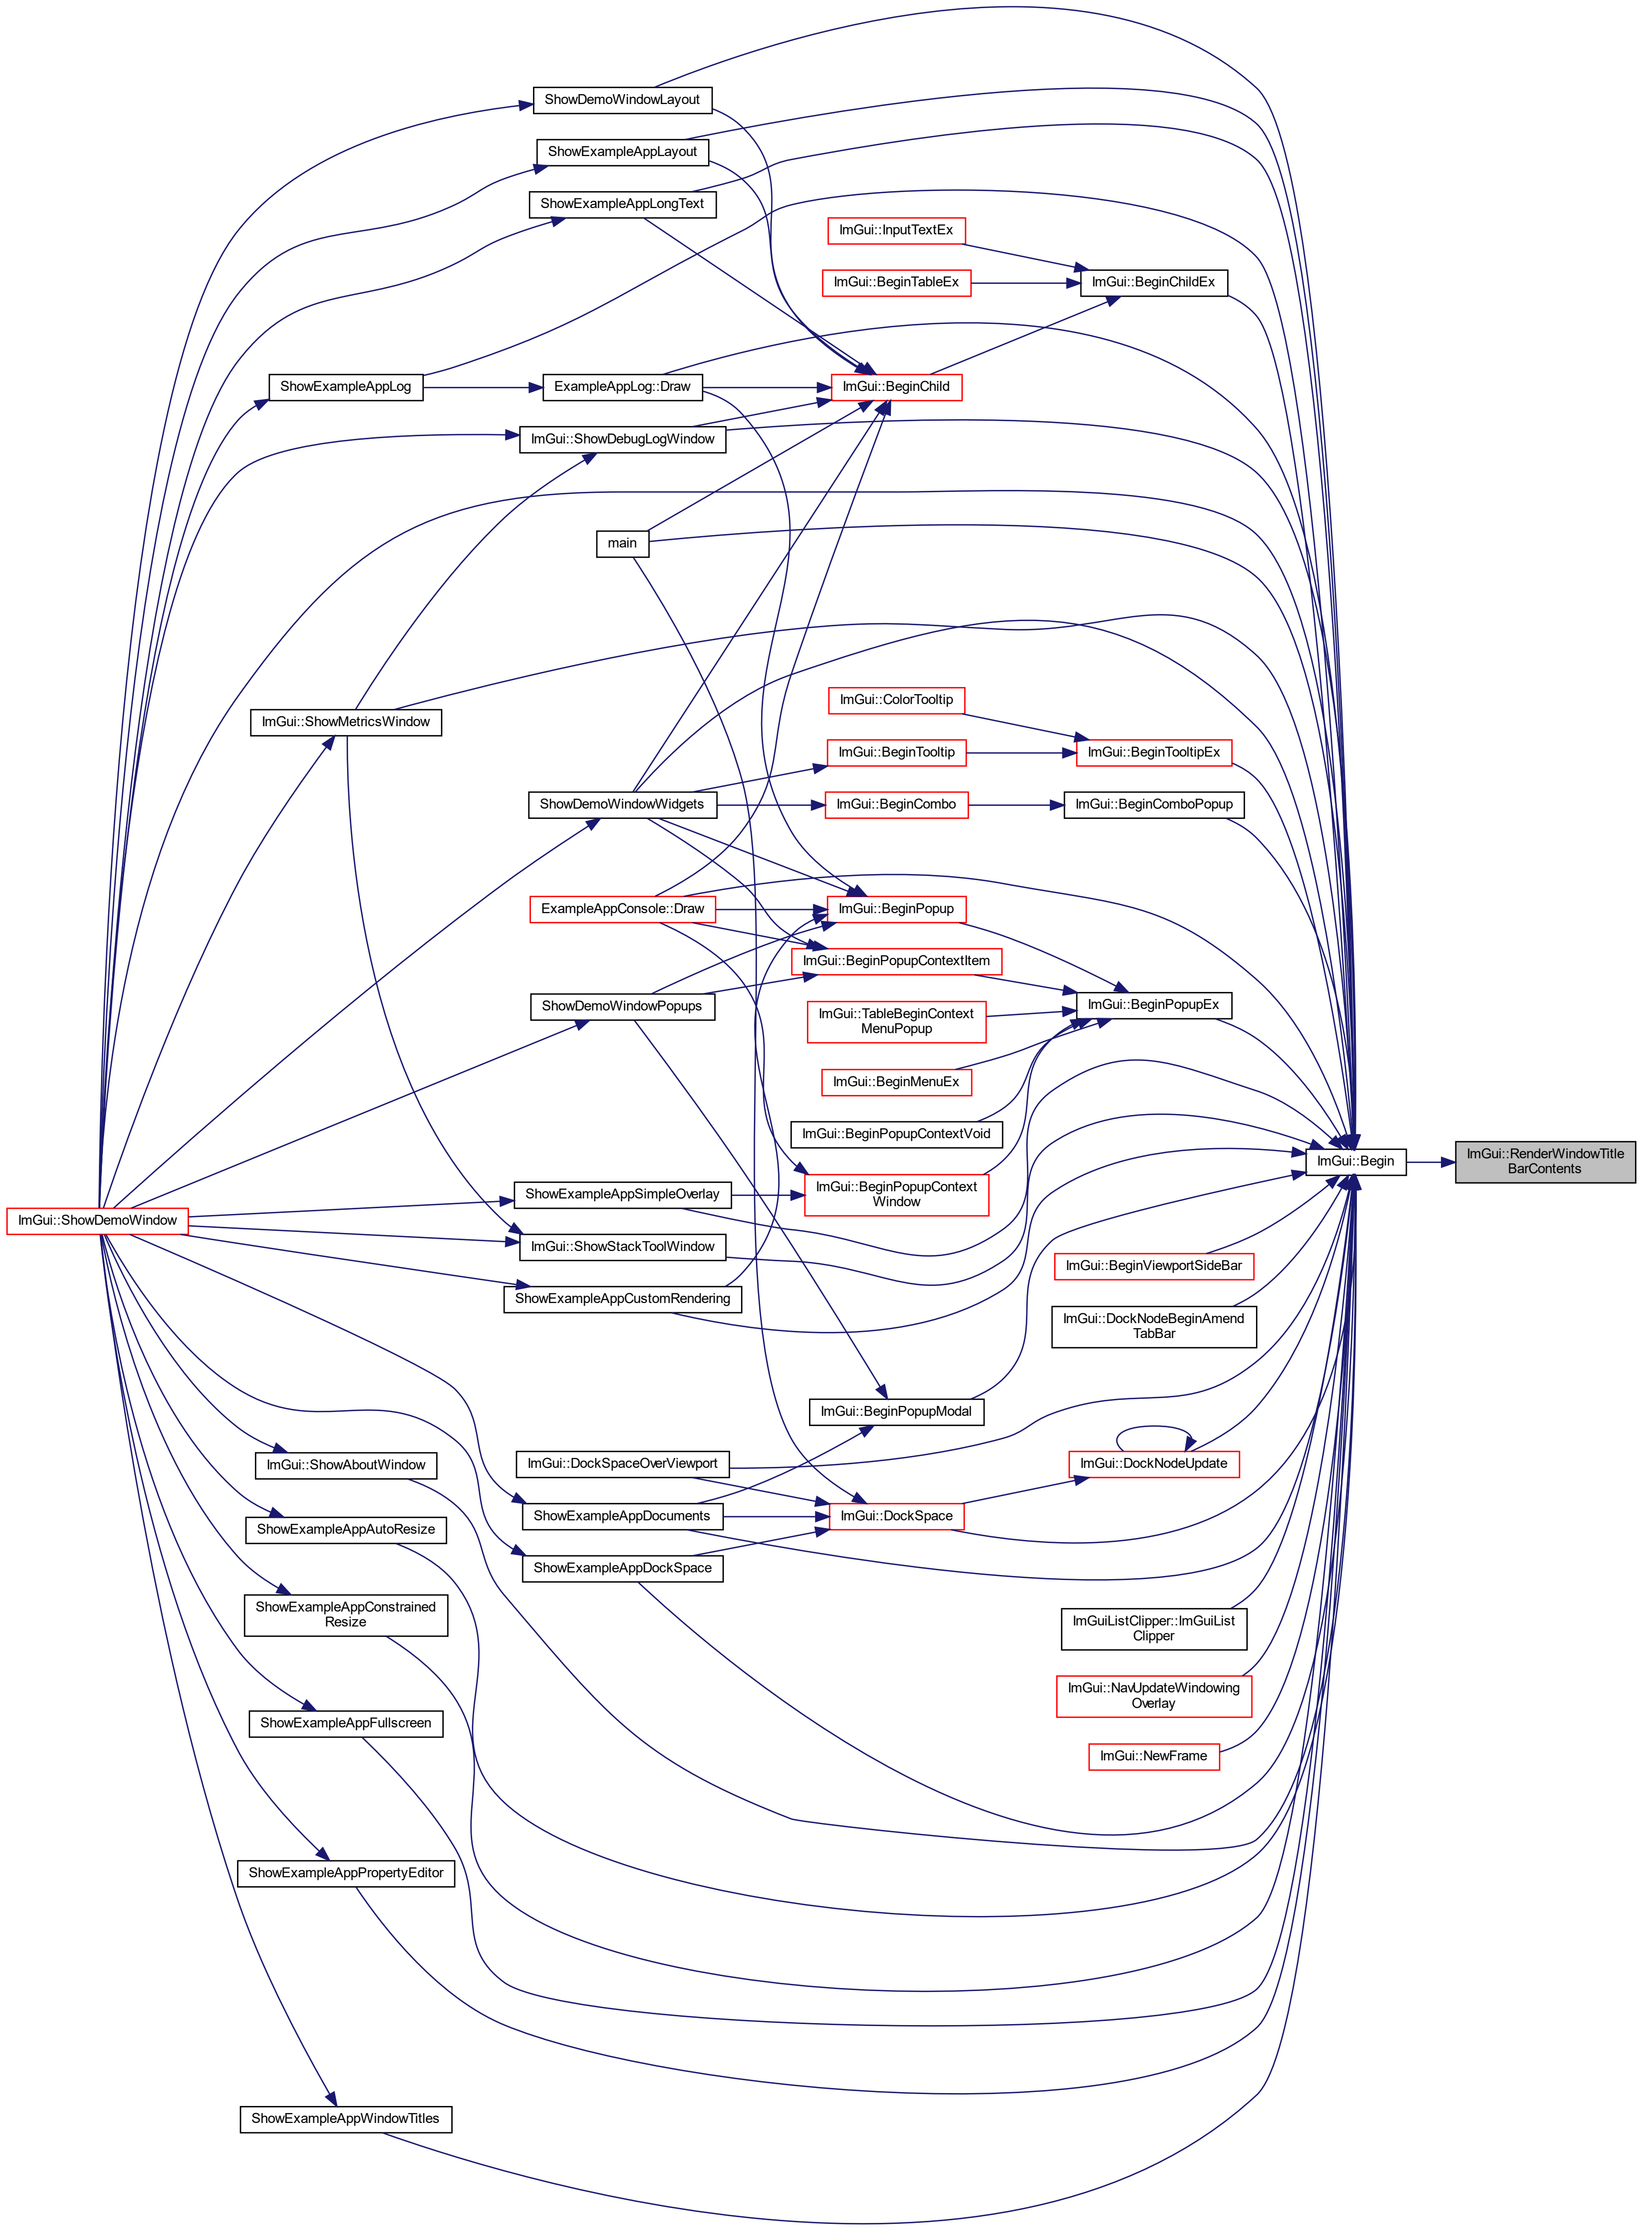 ShowDemoWindowLayout
ShowExampleAppLayout
ShowExampleAppLongText
ImGui::InputTextEx
ImGui::BeginTableEx
ImGui::BeginChildEx
ShowExampleAppLog
ExampleAppLog::Draw
ImGui::BeginChild
ImGui::ShowDebugLogWindow
main
ImGui::ColorTooltip
ImGui::ShowMetricsWindow
ImGui::BeginTooltip
ImGui::BeginTooltipEx
ShowDemoWindowWidgets
ImGui::BeginCombo
ImGui::BeginComboPopup
ExampleAppConsole::Draw
ImGui::BeginPopup
ImGui::BeginPopupContextItem
ShowDemoWindowPopups
ImGui::TableBeginContext
MenuPopup
ImGui::BeginPopupEx
ImGui::BeginMenuEx
ImGui::BeginPopupContextVoid
ImGui::Begin
ImGui::RenderWindowTitle
BarContents
ShowExampleAppSimpleOverlay
ImGui::BeginPopupContext
Window
ImGui::ShowDemoWindow
ImGui::ShowStackToolWindow
ImGui::BeginViewportSideBar
ShowExampleAppCustomRendering
ImGui::DockNodeBeginAmend
TabBar
ImGui::BeginPopupModal
ImGui::ShowAboutWindow
ImGui::DockSpaceOverViewport
ImGui::DockNodeUpdate
ShowExampleAppAutoResize
ShowExampleAppDocuments
ImGui::DockSpace
ShowExampleAppDockSpace
ShowExampleAppConstrained
Resize
ImGuiListClipper::ImGuiList
Clipper
ImGui::NavUpdateWindowing
Overlay
ShowExampleAppFullscreen
ImGui::NewFrame
ShowExampleAppPropertyEditor
ShowExampleAppWindowTitles